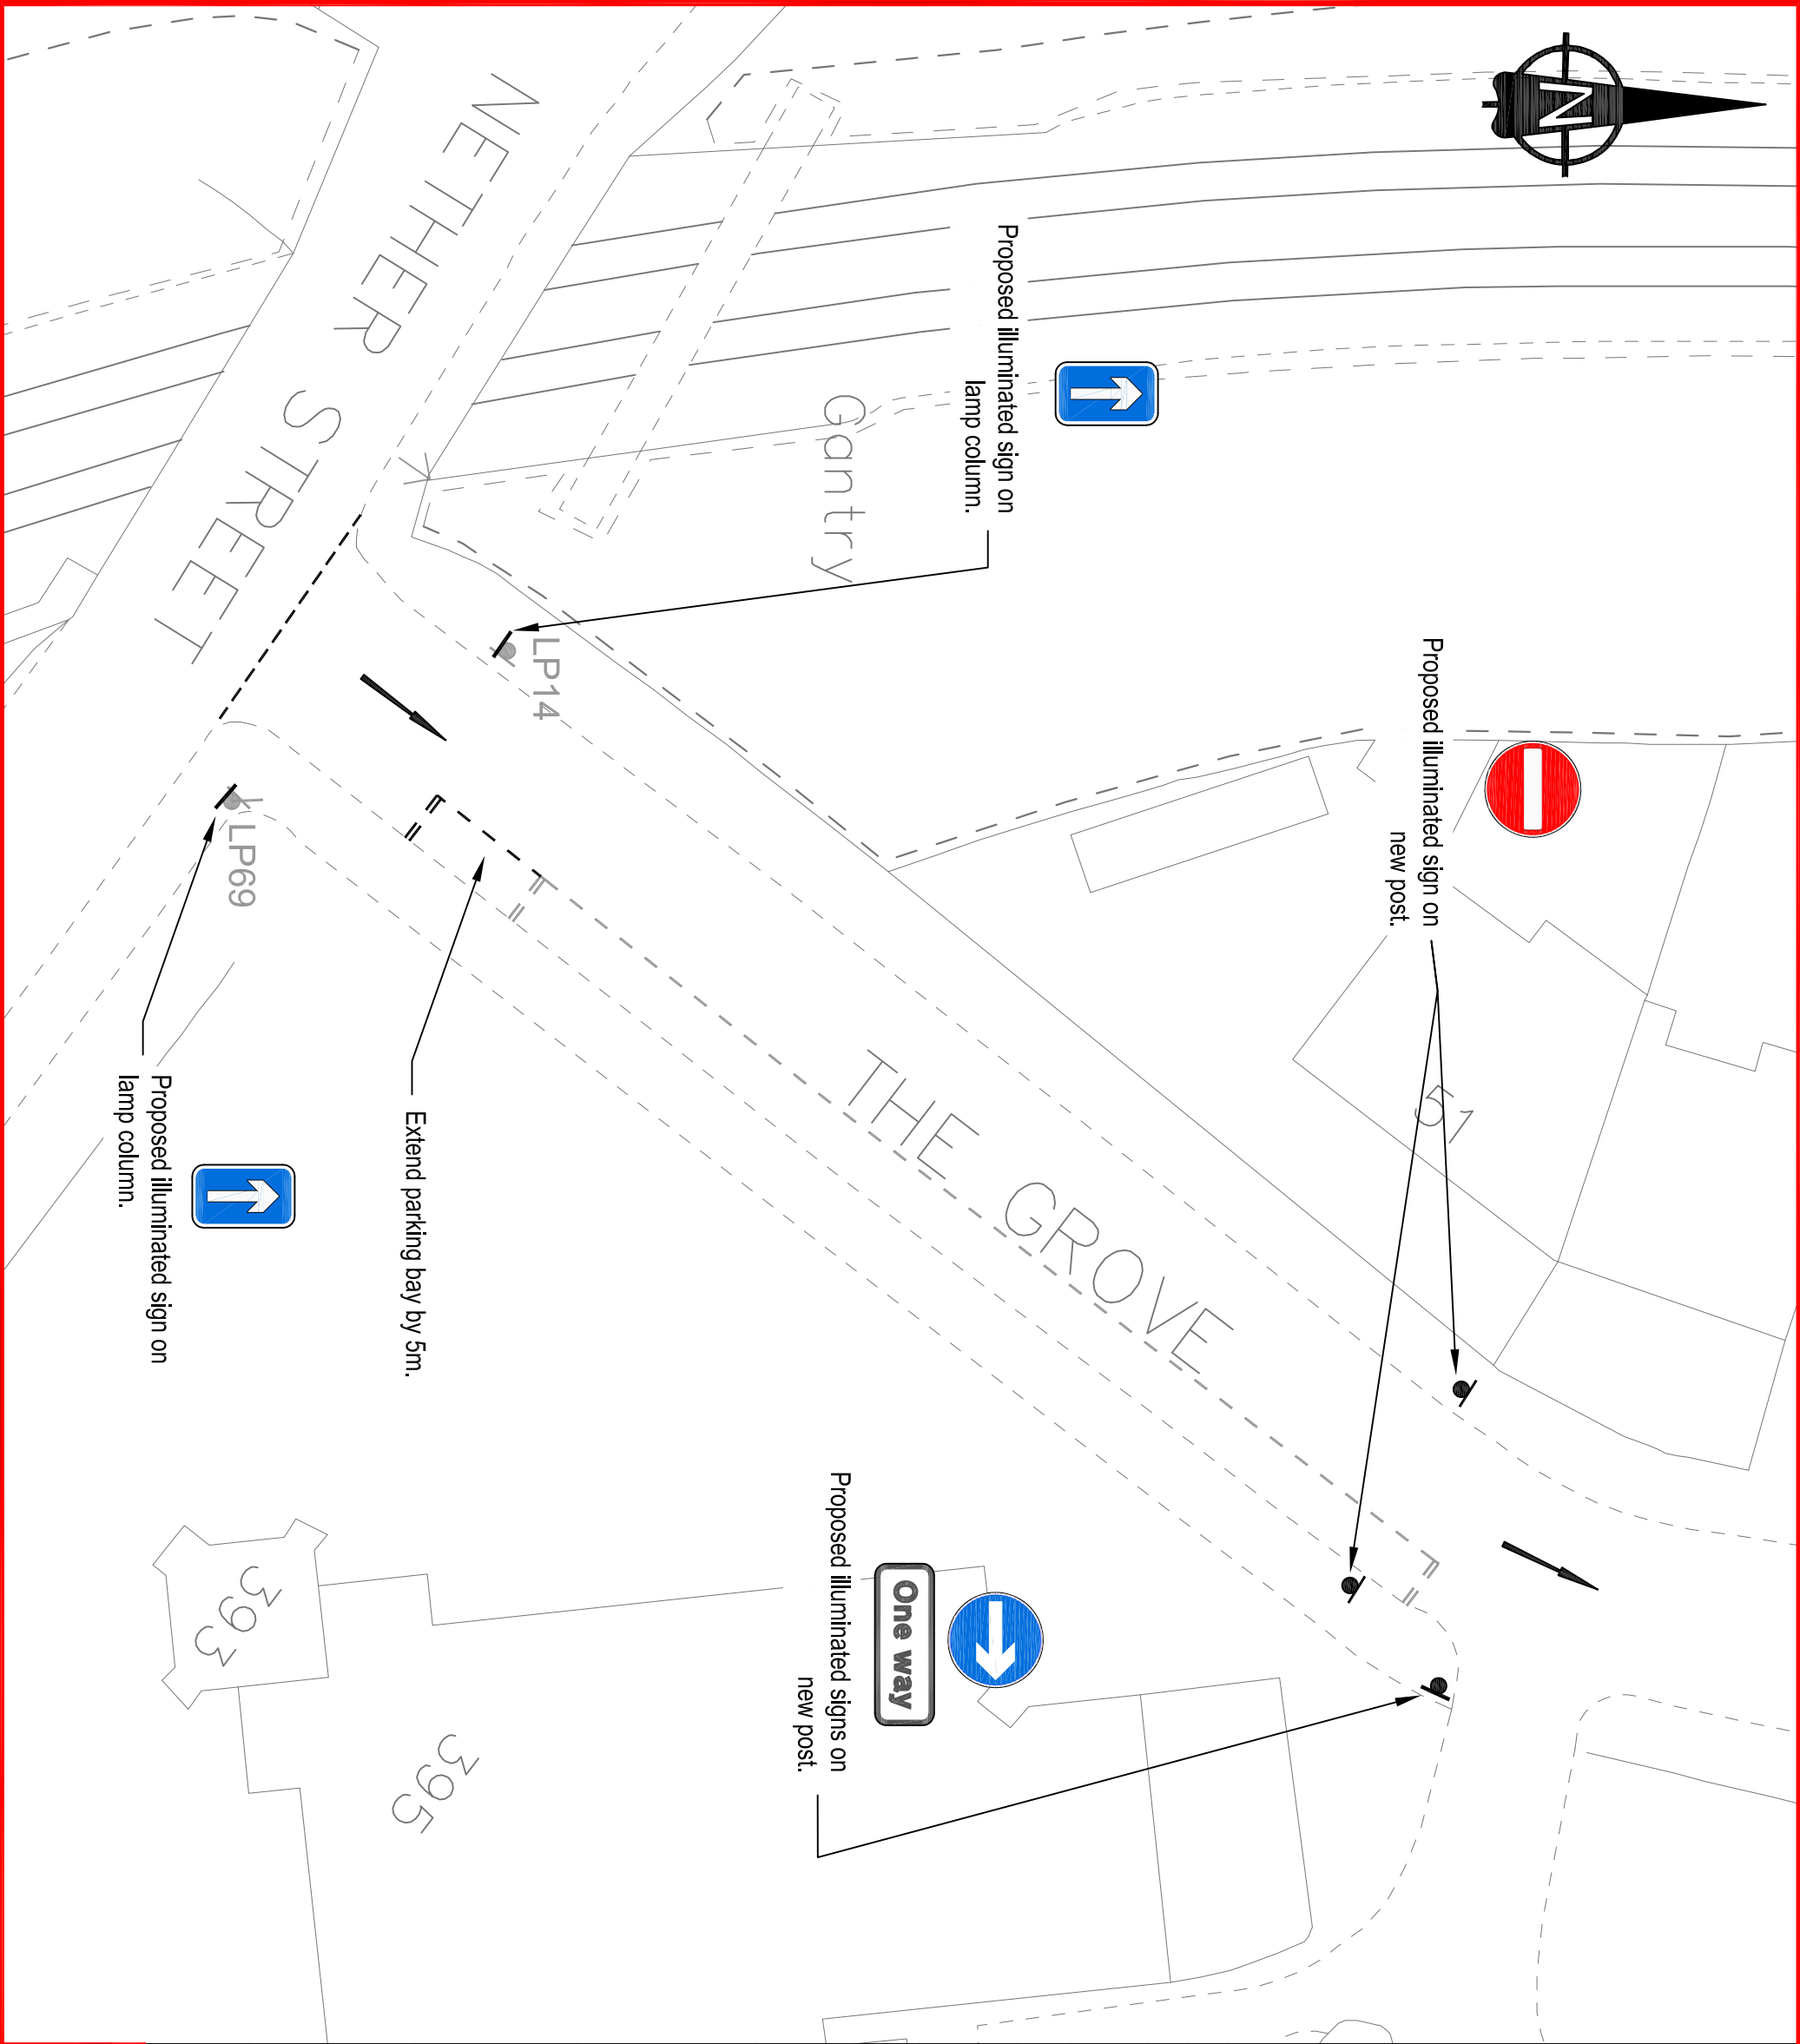 N
NETHER STREET
Gantry
Proposed illuminated sign on
lamp column.
LP14
Proposed illuminated sign on
new post.
51
LP69
Proposed illuminated sign on
lamp column.
Extend parking bay by 5m.
THE GROVE
Proposed illuminated signs on
new post.
One way
393
395